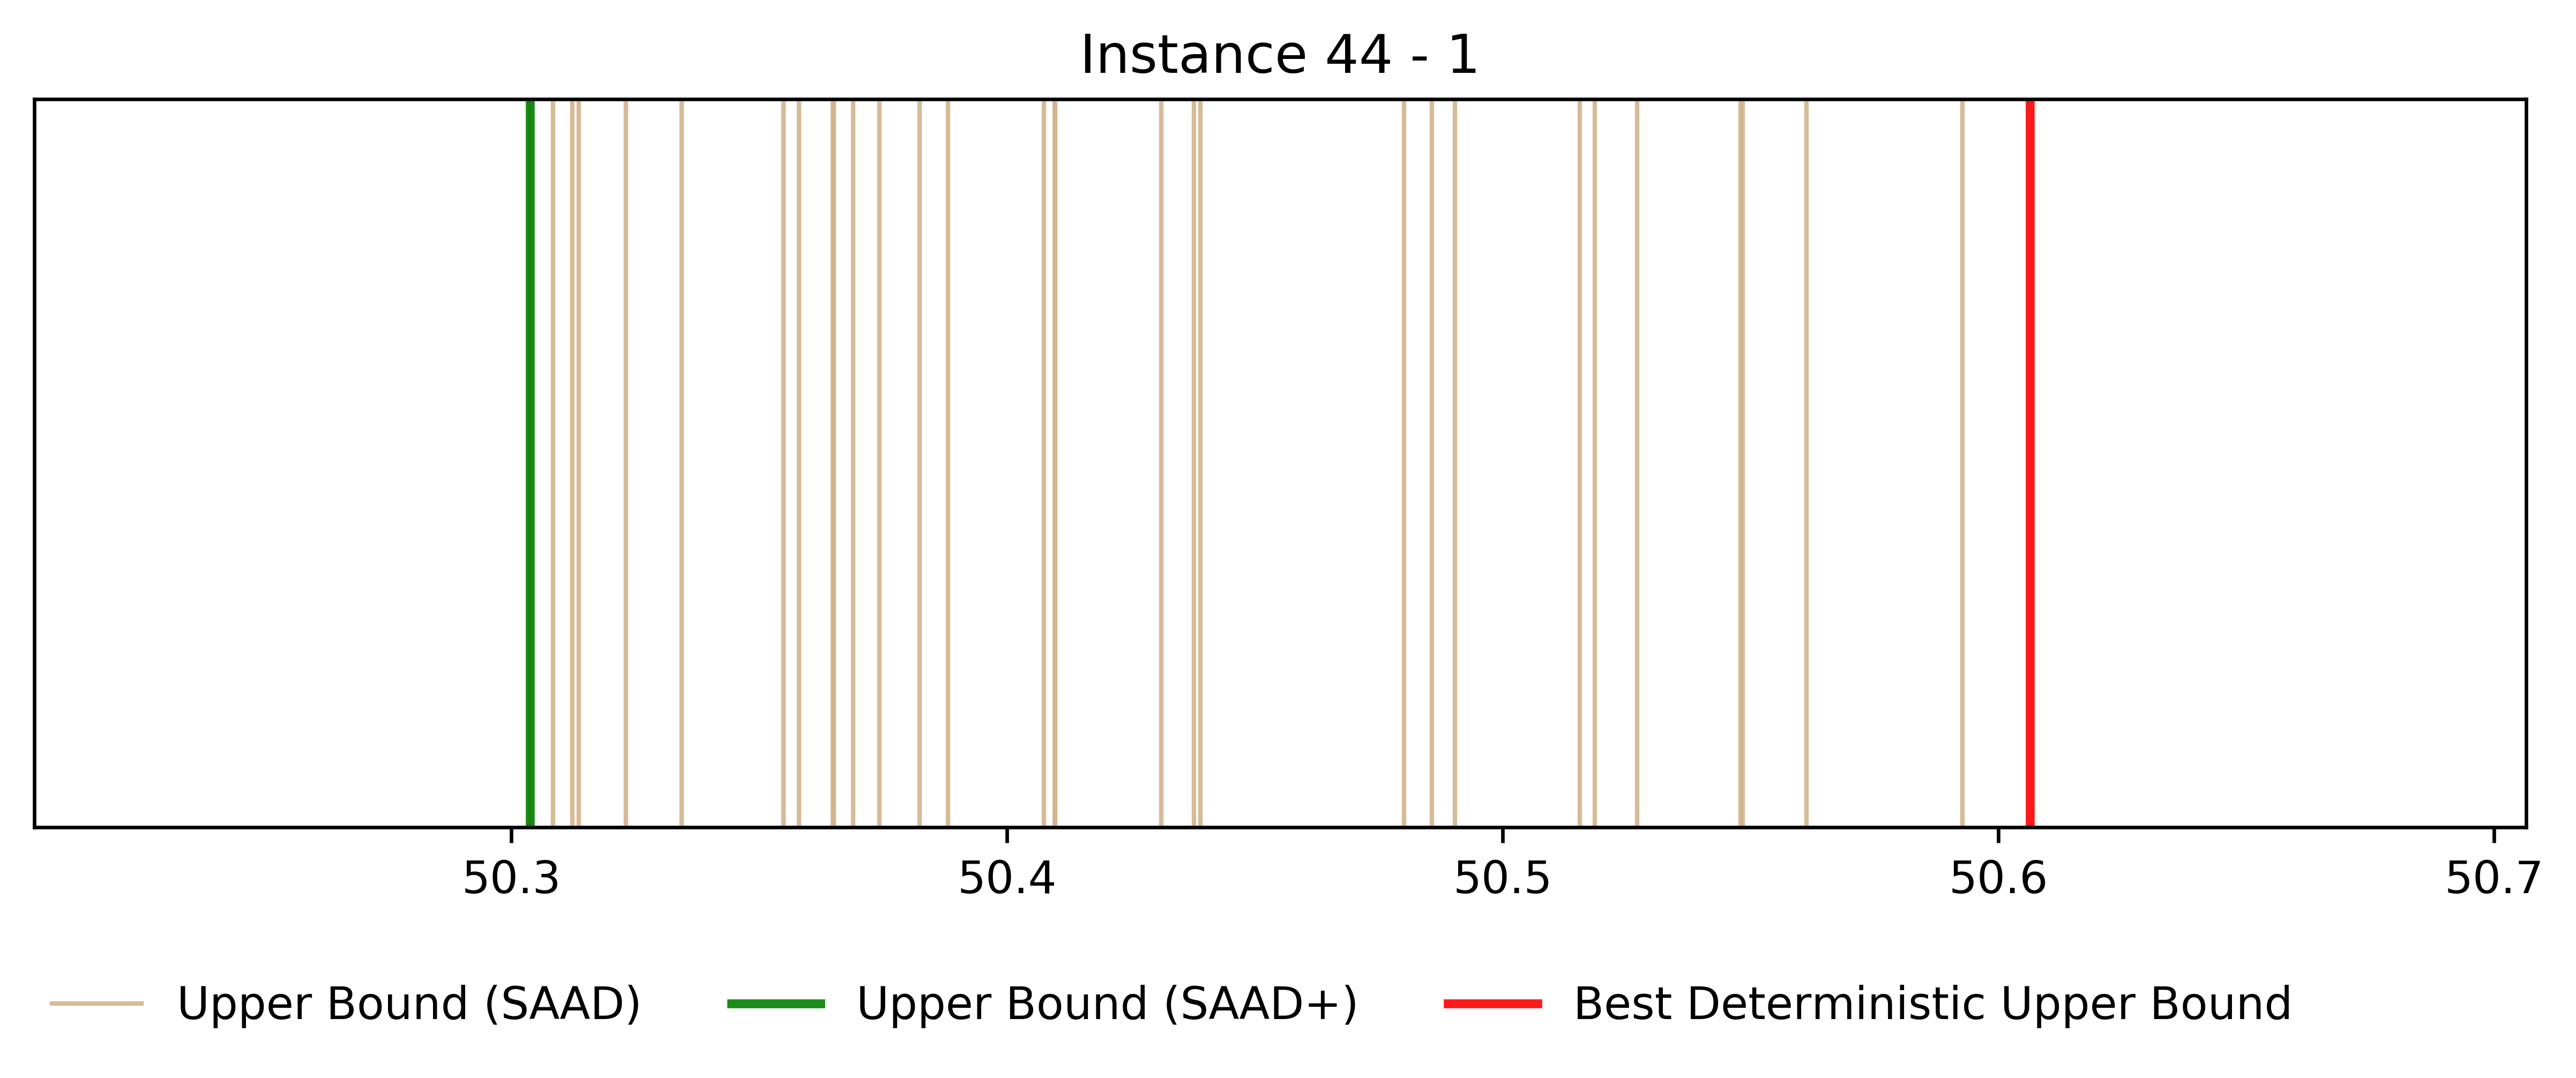 Instance 44 - 1
50.3 50.4 50.5 50.6 50.7
Upper Bound (SAAD) Upper Bound (SAAD+) Best Deterministic Upper Bound